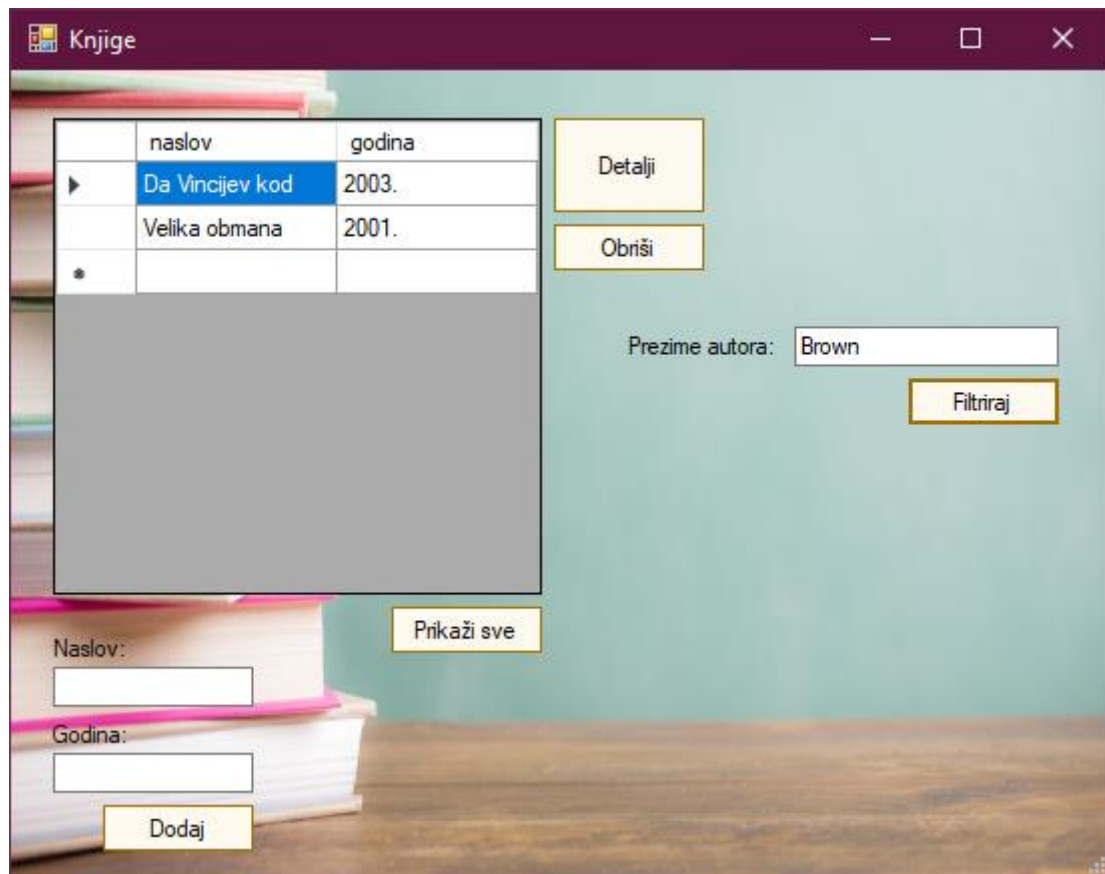 Knjige
naslov godina
Da Vincijev kod 2003.
Velika obmana 2001.
Detalji
Obriši
Prezime autora: Brown
Filtriraj
Prikaži sve
Naslov:
Godina:
Dodaj